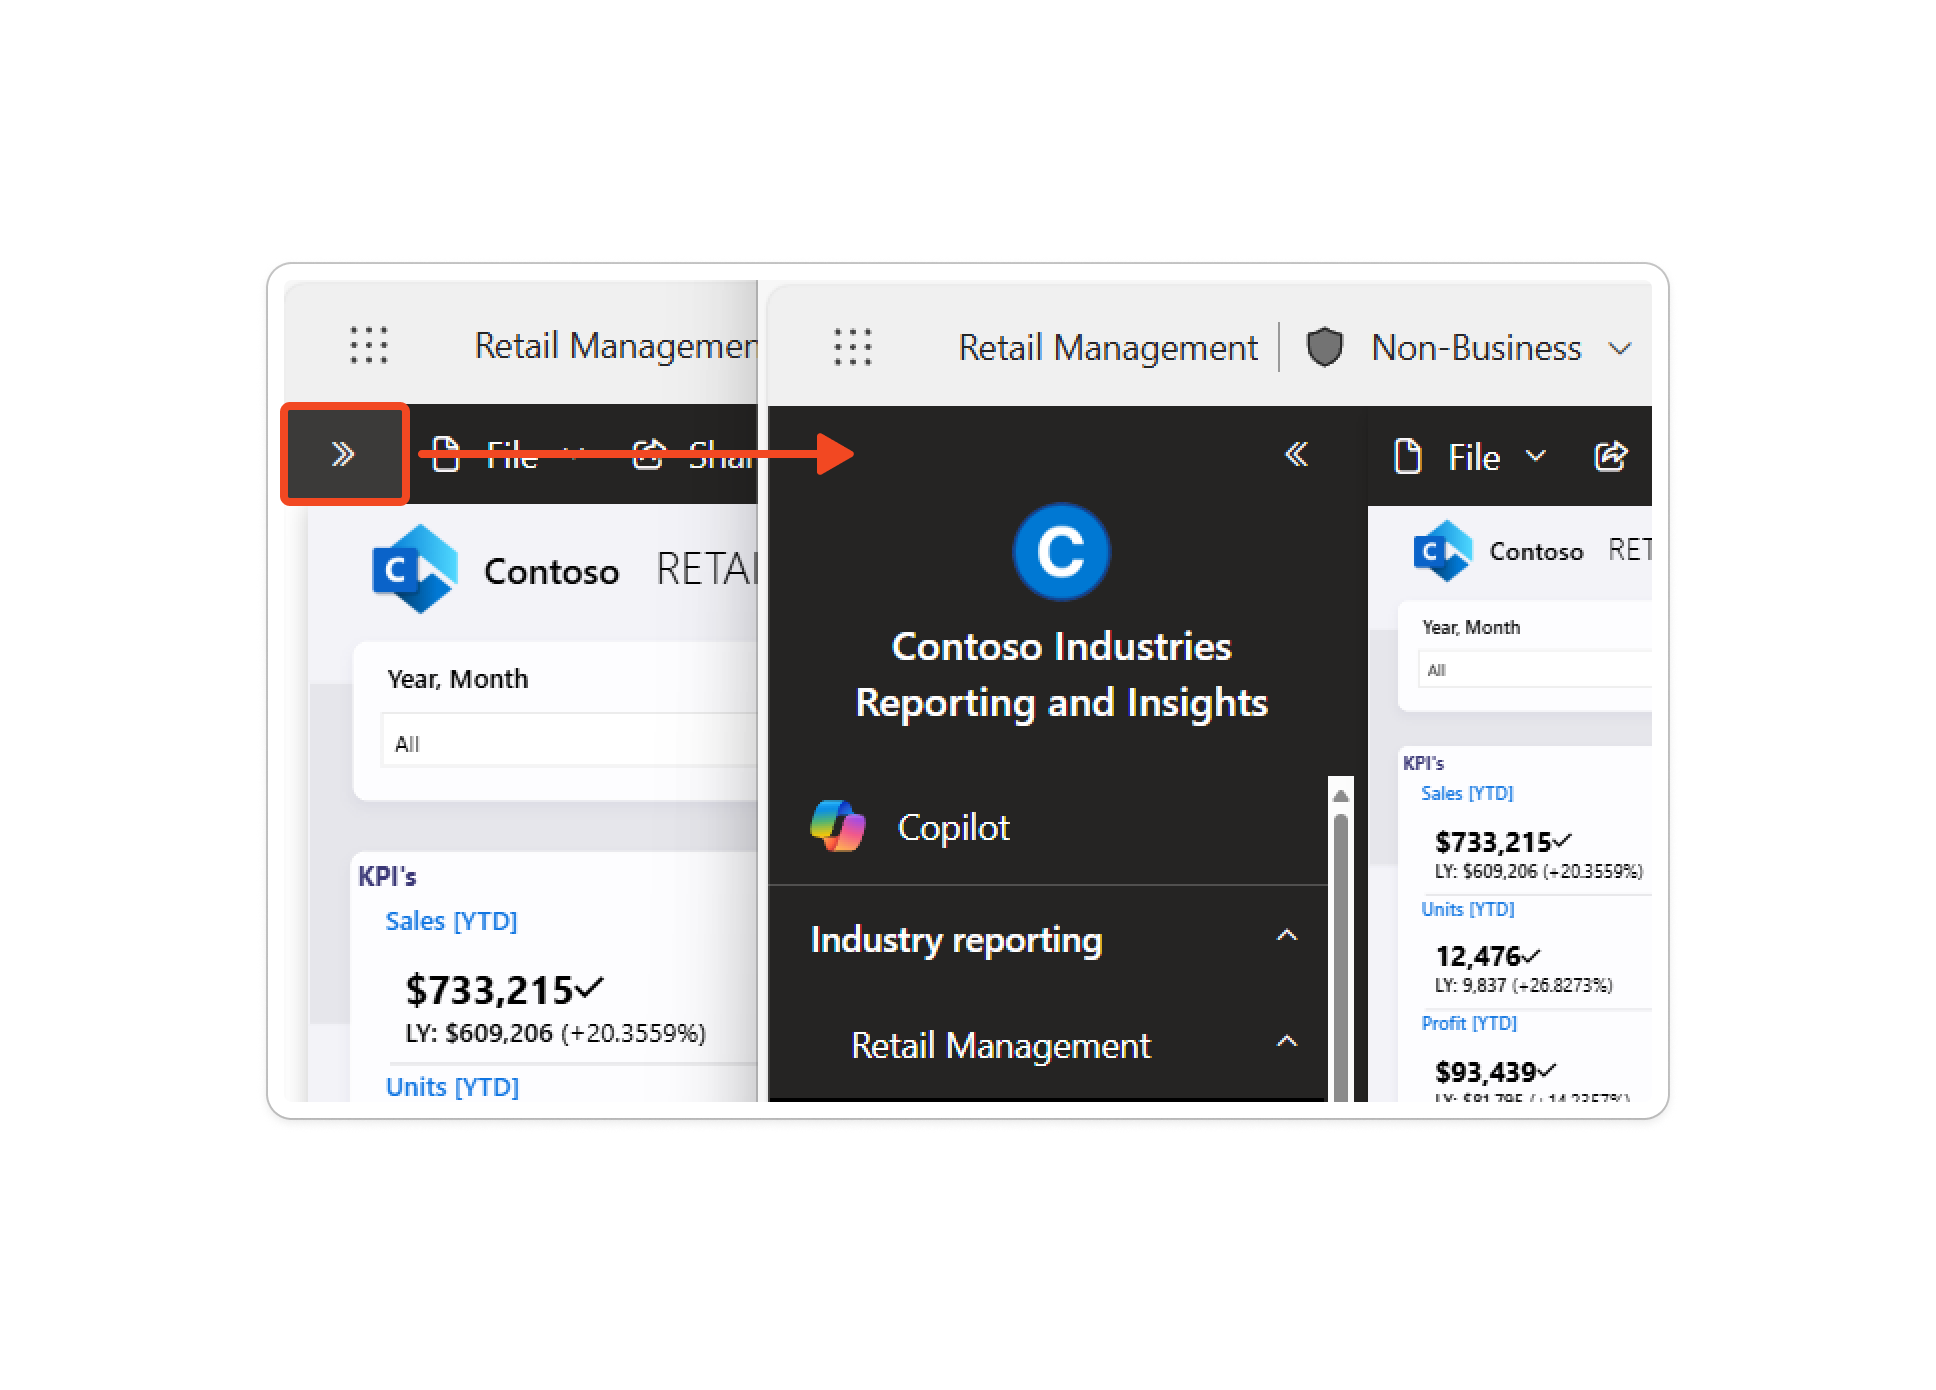 Retail Managemen
File
Shar
C
Contoso RETAI
Year, Month
All
KPI's
Sales [YTD]
$733,215
LY: $609,206 (+20.3559%)
Units [YTD]
Retail Management
Non-Business
C
Contoso Industries
Reporting and Insights
Copilot
Industry reporting
Retail Management
File
C
Contoso RET
Year, Month
All
KPI's
Sales [YTD]
$733,215
LY: $609,206 (+20.3559%)
Units [YTD]
12,476
LY: 9,837 (+26.8273%)
Profit [YTD]
$93,439